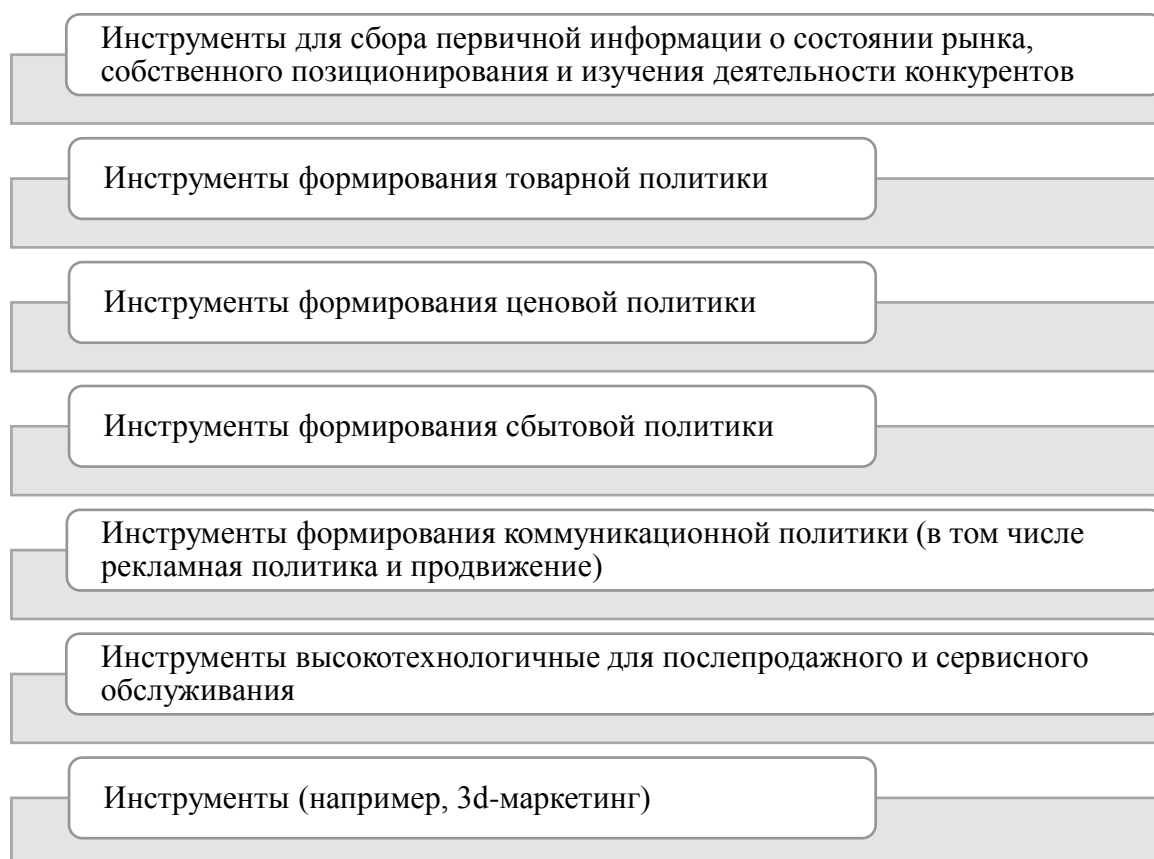 Инструменты для сбора первичной информации о состоянии рынка,
собственного позиционирования и изучения деятельности конкурентов
Инструменты формирования товарной политики
Инструменты формирования ценовой политики
Инструменты формирования сбытовой политики
Инструменты формирования коммуникационной политики (в том числе
рекламная политика и продвижение)
Инструменты высокотехнологичные для послепродажного и сервисного
обслуживания
Инструменты (например, 3d-маркетинг)